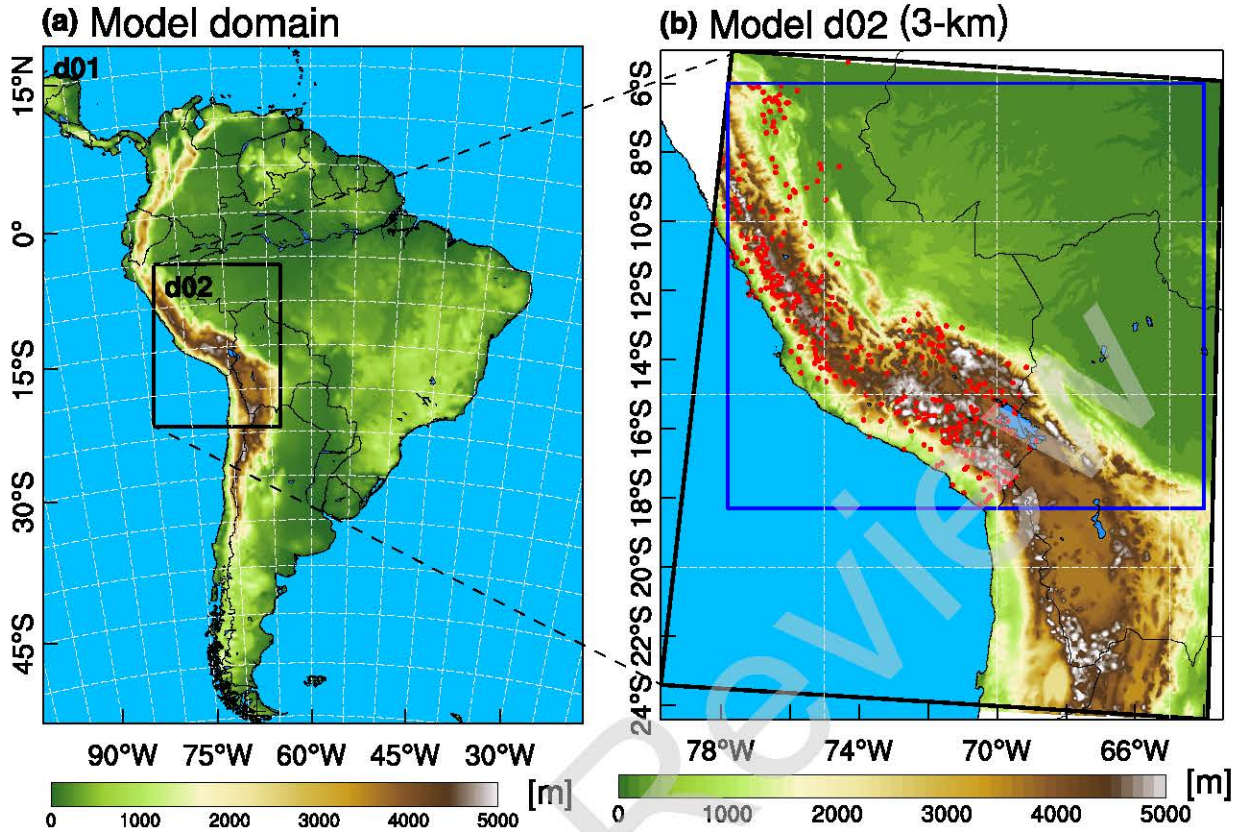 (a) Model domain
(b) Model d02 (3-km)
d01
d02
15°N
0°
15°S
30°S
45°S
90°W 75°W 60°W 45°W 30°W
[m]
0 1000 2000 3000 4000 5000
6°S
8°S
10°S
12°S
14°S
16°S
18°S
20°S
22°S
24°S
78°W 74°W 70°W 66°W
[m]
0 1000 2000 3000 4000 5000
Review